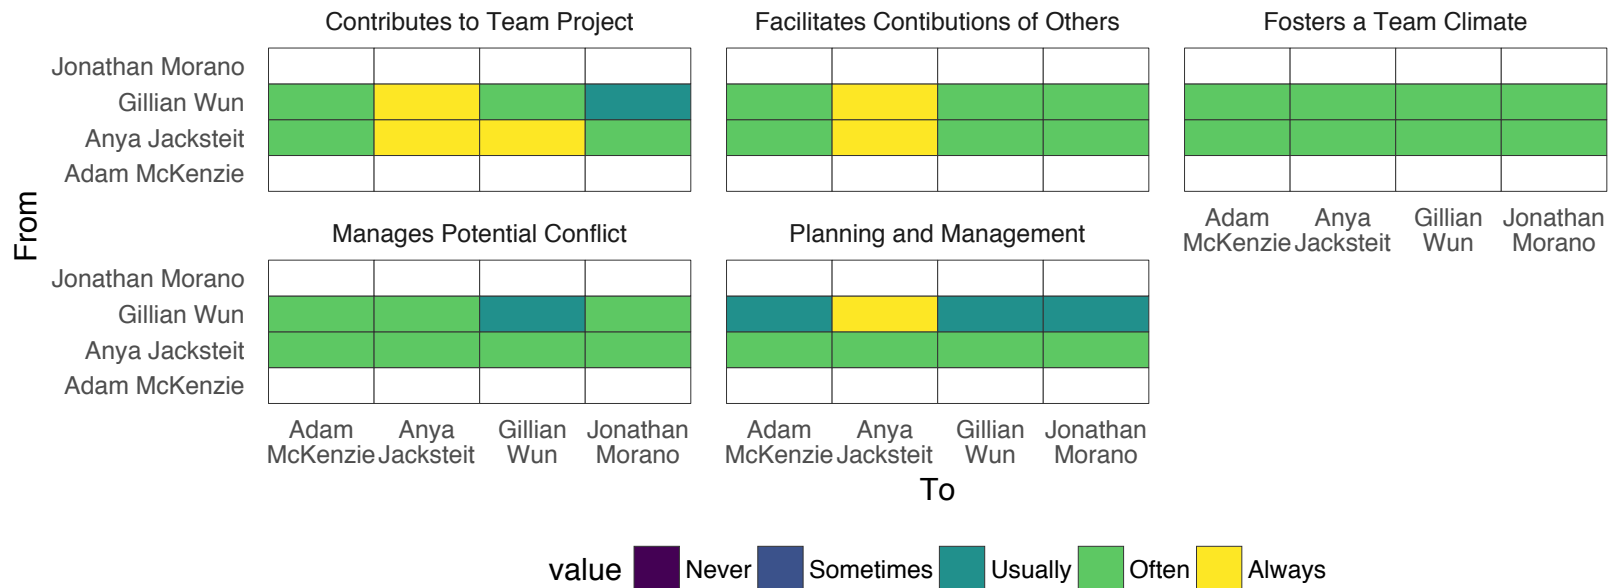 Contributes to Team Project
Facilitates Contibutions of Others
Fosters a Team Climate
Jonathan Morano
Gillian Wun
Anya Jacksteit
Adam McKenzie
Adam
McKenzie
Anya
Jacksteit
Gillian
Wun
Jonathan
Morano
From
Manages Potential Conflict
Planning and Management
Jonathan Morano
Gillian Wun
Anya Jacksteit
Adam McKenzie
Adam
McKenzie
Anya
Jacksteit
Gillian
Wun
Jonathan
Morano
Adam
McKenzie
Anya
Jacksteit
Gillian
Wun
Jonathan
Morano
To
value Never Sometimes Usually Often Always